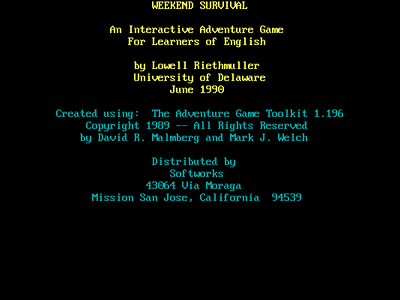 WEEKEND SURVIVAL
An Interactive Adventure Game
For Learners of English
by Lowell Riethmuller
University of Delaware
June 1990
Created using:  The Adventure Game Toolkit 1.196
Copyright 1989 -- All Rights Reserved
by David R. Malmberg and Mark J. Welch
Distributed by
Softworks
43064 Via Moraga
Mission San Jose, California  94539